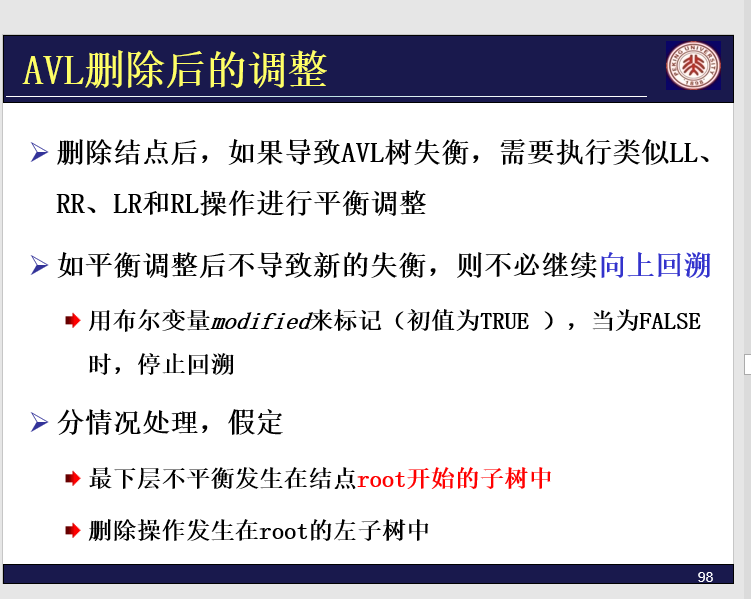 AVL删除后的调整
删除结点后，如果导致AVL树失衡，需要执行类似LL、
RR、LR和RL操作进行平衡调整
如平衡调整后不导致新的失衡，则不必继续向上回溯
用布尔变量modified来标记（初值为TRUE ），当为FALSE
时，停止回溯
分情况处理，假定
最下层不平衡发生在结点root开始的子树中
删除操作发生在root的左子树中
98